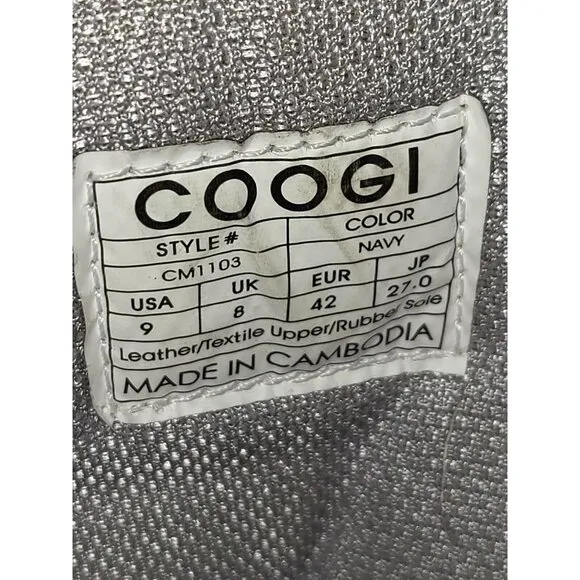 COOGI
STYLE# COLOR
CM1103 NAVY
USA UK EUR JP
9 8 42 27.0
Leather/Textile Upper/Rubber Sole
MADE IN CAMBODIA